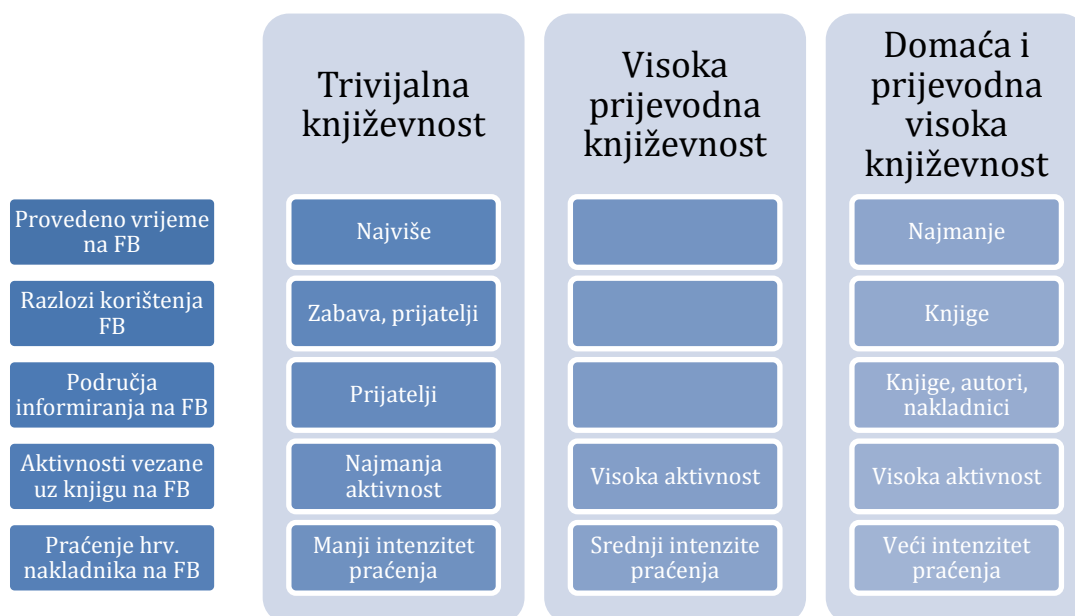 Trivijalna
književnost
Visoka
prijevodna
književnost
Domaća i
prijevodna
visoka
književnost
Provedeno vrijeme
na FB
Najviše
Najmanje
Razlozi korištenja
FB
Zabava, prijatelji
Knjige
Područja
informiranja na FB
Prijatelji
Knjige, autori,
nakladnici
Aktivnosti vezane
uz knjigu na FB
Najmanja
aktivnost
Visoka aktivnost
Visoka aktivnost
Praćenje hrv.
nakladnika na FB
Manji intenzitet
praćenja
Srednji intenzite
praćenja
Veći intenzitet
praćenja